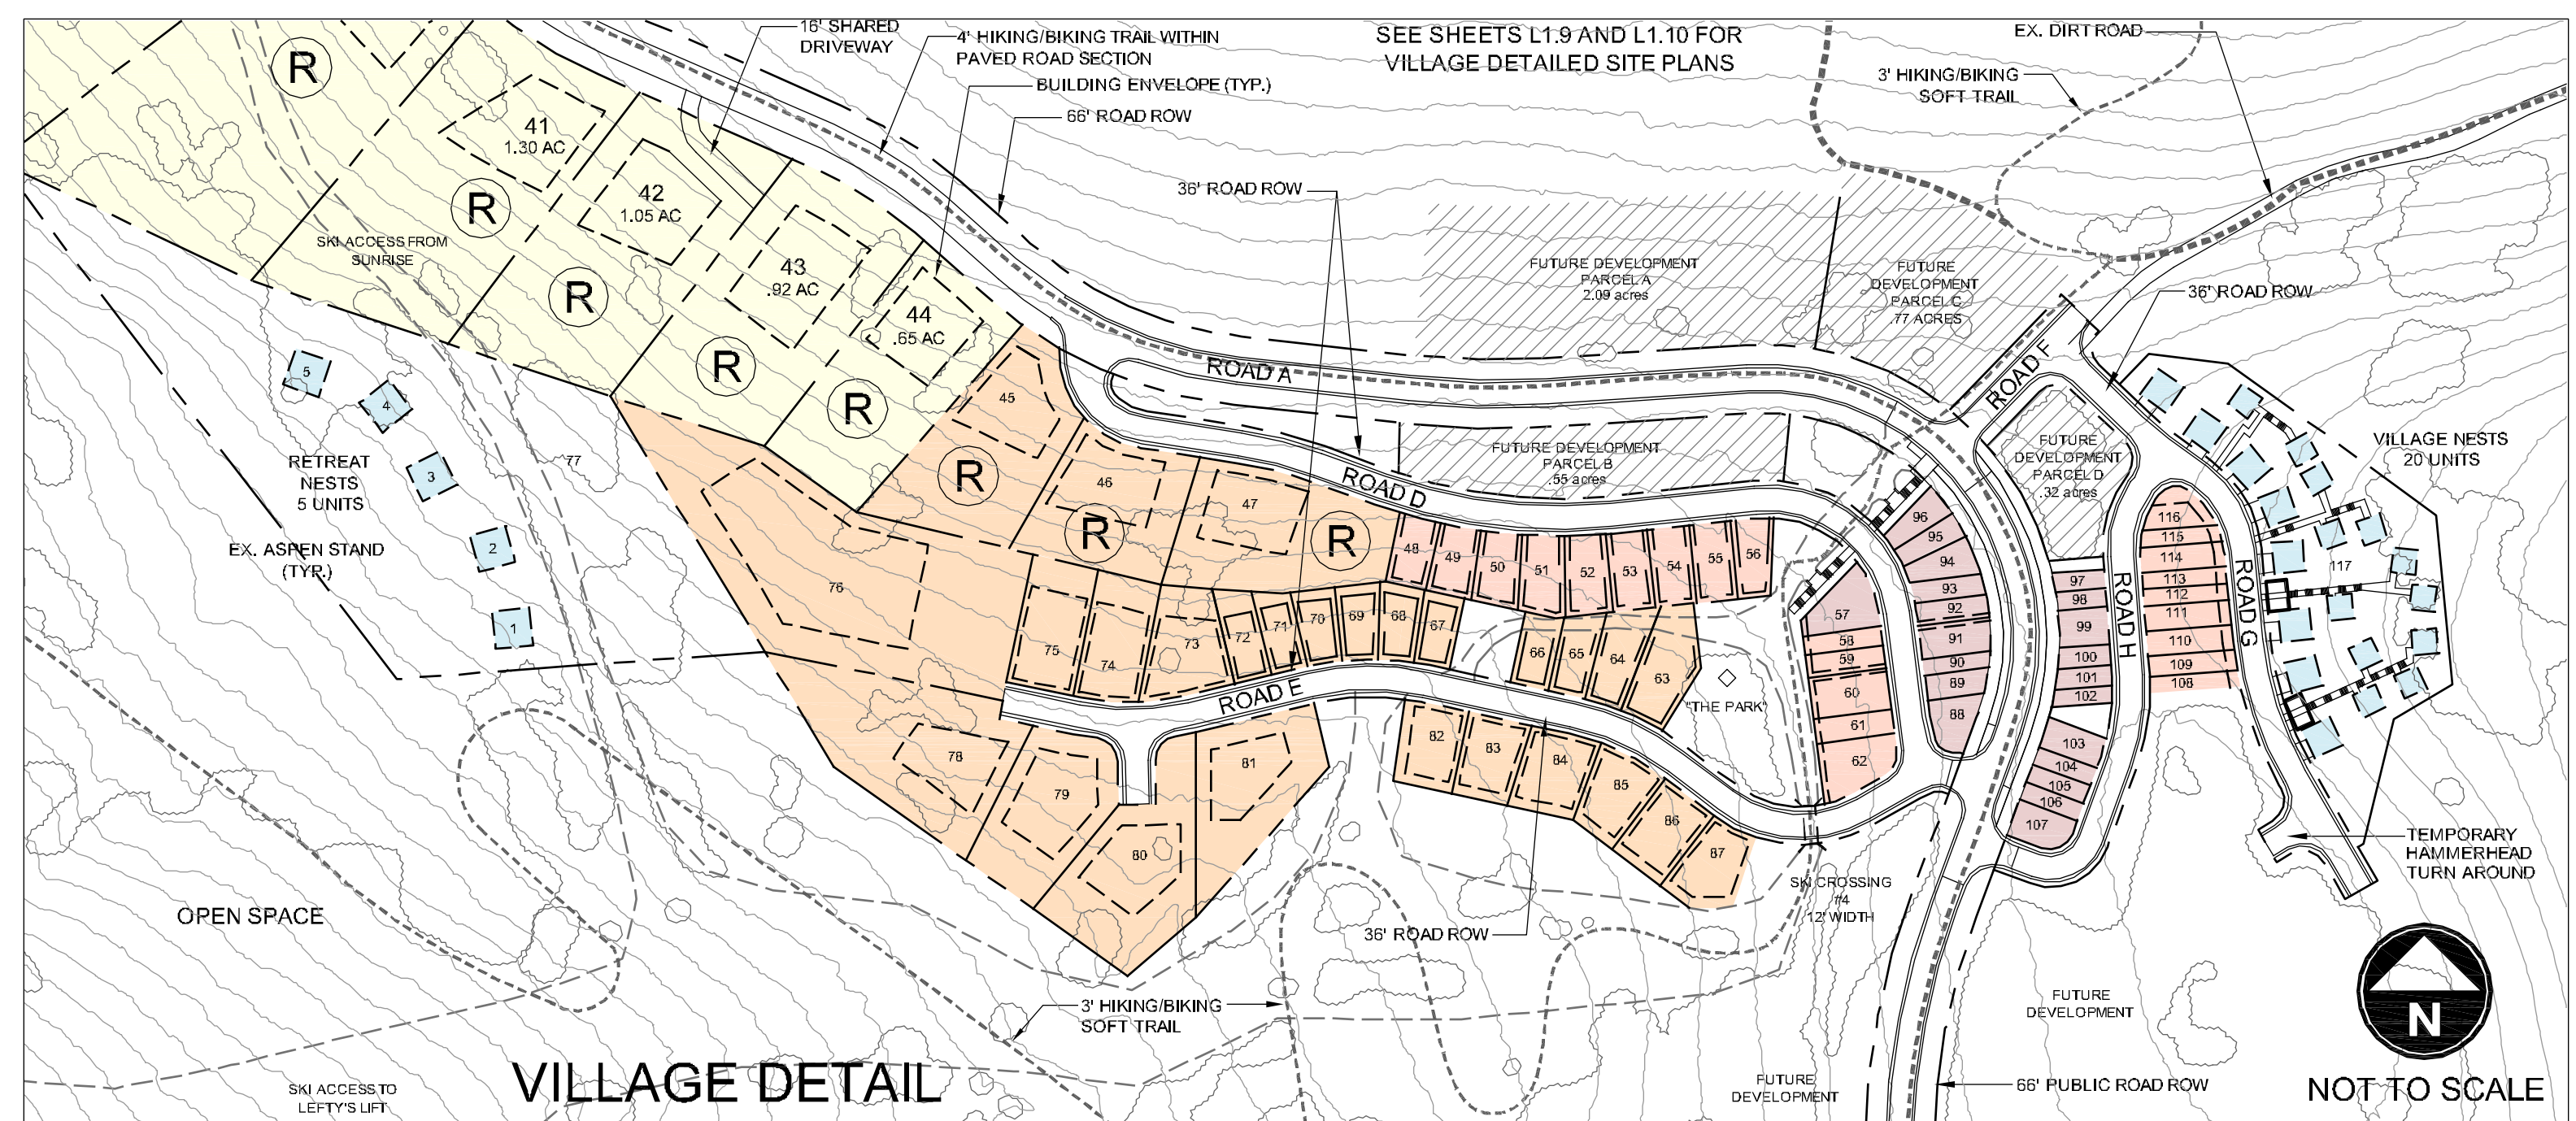 16' SHARED
DRIVEWAY
4' HIKING/BIKING TRAIL WITHIN
PAVED ROAD SECTION
BUILDING ENVELOPE (TYP.)
66' ROAD ROW
SEE SHEETS L1.9 AND L1.10 FOR
VILLAGE DETAILED SITE PLANS
EX. DIRT ROAD
3' HIKING/BIKING
SOFT TRAIL
36' ROAD ROW
R
41
1.30 AC
R
42
1.05 AC
SKI ACCESS FROM
SUNRISE
R
43
.92 AC
R
44
.65 AC
R
FUTURE DEVELOPMENT
PARCEL A
2.09 acres
FUTURE
DEVELOPMENT
PARCEL C
.77 ACRES
36' ROAD ROW
ROAD A
ROAD F
5
4
3
2
1
RETREAT
NESTS
5 UNITS
77
EX. ASPEN STAND
(TYP.)
45
R
46
R
47
R
ROAD D
FUTURE DEVELOPMENT
PARCEL B
.55 acres
FUTURE
DEVELOPMENT
PARCEL D
.32 acres
VILLAGE NESTS
20 UNITS
48
49
50
51
52
53
54
55
56
96
95
94
93
92
91
90
89
88
57
58
59
60
61
62
97
98
99
100
101
102
103
104
105
106
107
ROAD H
116
115
114
113
112
111
110
109
108
ROAD G
117
76
75
74
73
72
71
70
69
68
67
66
65
64
63
"THE PARK"
ROAD E
78
79
80
81
82
83
84
85
86
87
SKI CROSSING
#4
12' WIDTH
TEMPORARY
HAMMERHEAD
TURN AROUND
OPEN SPACE
36' ROAD ROW
3' HIKING/BIKING
SOFT TRAIL
FUTURE
DEVELOPMENT
N
VILLAGE DETAIL
SKI ACCESS TO
LEFTY'S LIFT
FUTURE
DEVELOPMENT
66' PUBLIC ROAD ROW
NOT TO SCALE